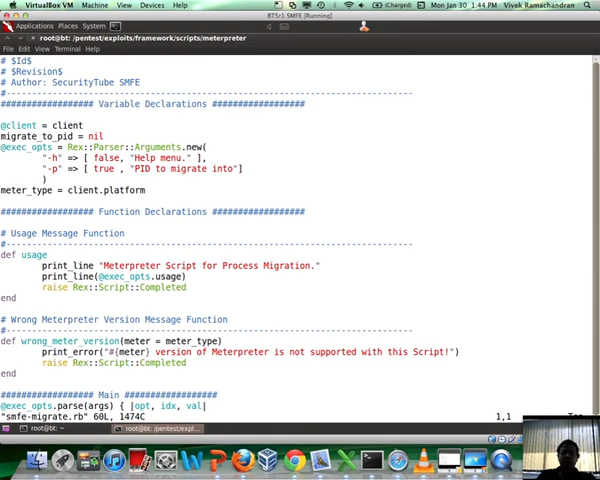 VirtualBox VM Machine Devices Help (Charged) Mon Jan 30 1:44 PM Vivek Ramachandran
BT5r1 SMFE [Running]
Applications Places System
root@bt: /pentest/exploits/framework/scripts/meterpreter
File Edit View Terminal Help
# $Id$
# $Revision$
# Author: SecurityTube SMFE
#-------------------------------------------------------------------------------
################## Variable Declarations ##################
@client = client
migrate_to_pid = nil
@exec_opts = Rex::Parser::Arguments.new(
"-h" => [ false, "Help menu." ],
"-p" => [ true , "PID to migrate into"]
)
meter_type = client.platform
################## Function Declarations ##################
# Usage Message Function
#-------------------------------------------------------------------------------
def usage
print_line "Meterpreter Script for Process Migration."
print_line(@exec_opts.usage)
raise Rex::Script::Completed
end
# Wrong Meterpreter Version Message Function
#-------------------------------------------------------------------------------
def wrong_meter_version(meter = meter_type)
print_error("#{meter} version of Meterpreter is not supported with this Script!")
raise Rex::Script::Completed
end
################## Main ##################
@exec_opts.parse(args) { |opt, idx, val|
"smfe-migrate.rb" 60L, 1474C 1,1 Top
root@bt: ~ root@bt: /pentest/expl...